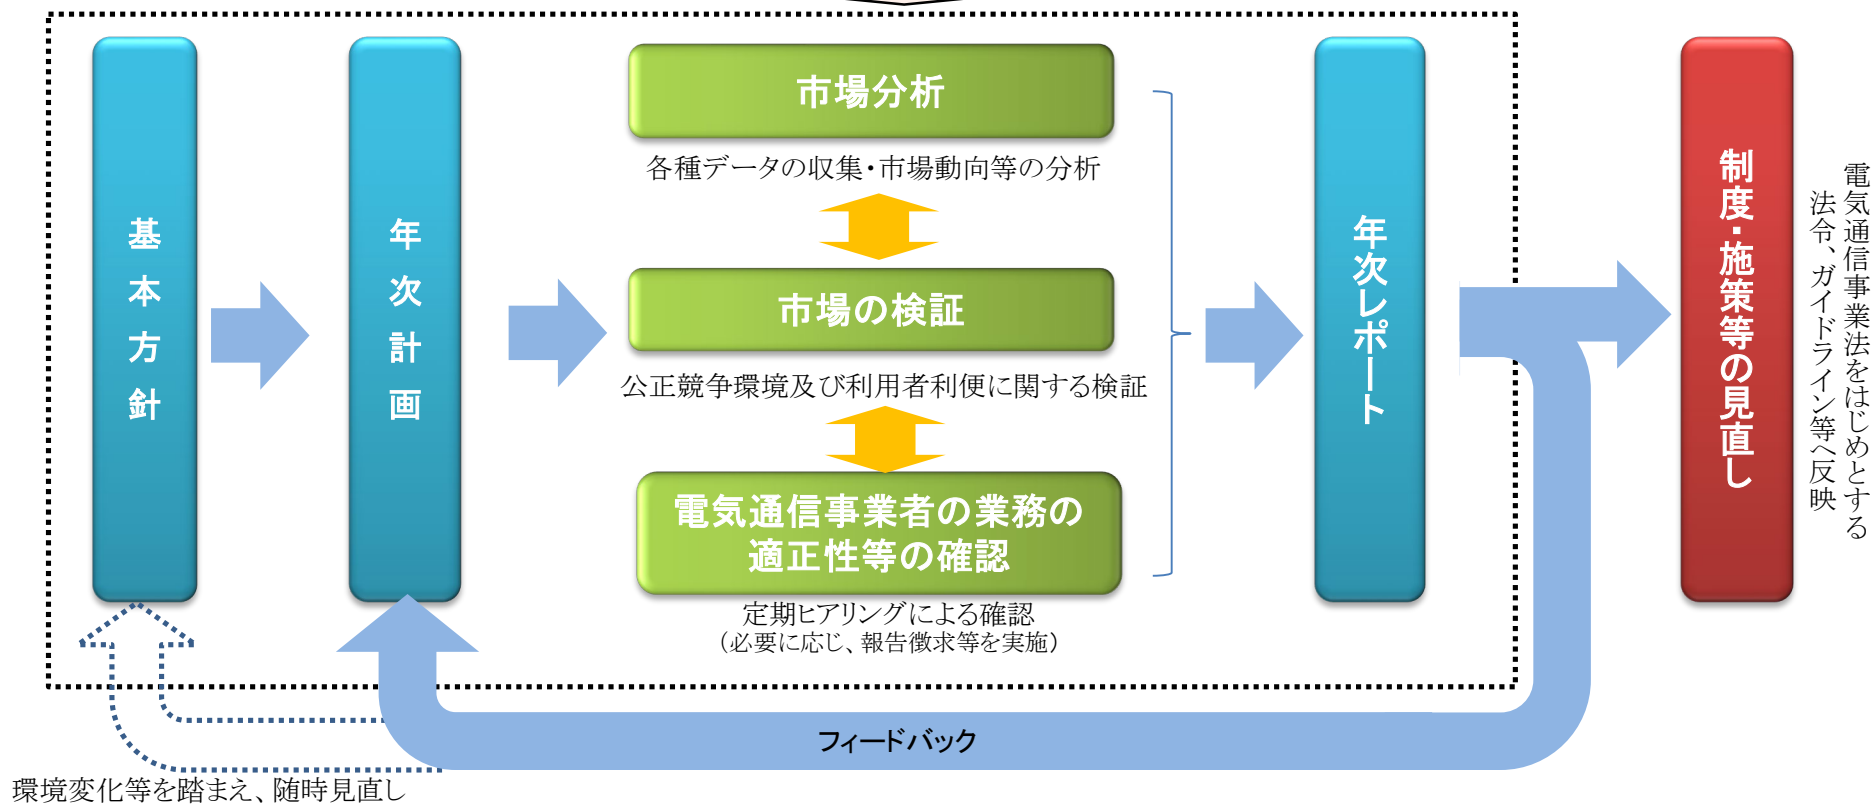 基本方針
年次計画
市場分析
各種データの収集・市場動向等の分析
市場の検証
公正競争環境及び利用者利便に関する検証
電気通信事業者の業務の
適正性等の確認
定期ヒアリングによる確認
（必要に応じ、報告徴求等を実施）
年次レポート
制度・施策等の見直し
電気通信事業法をはじめとする
法令、ガイドライン等へ反映
フィードバック
環境変化等を踏まえ、随時見直し